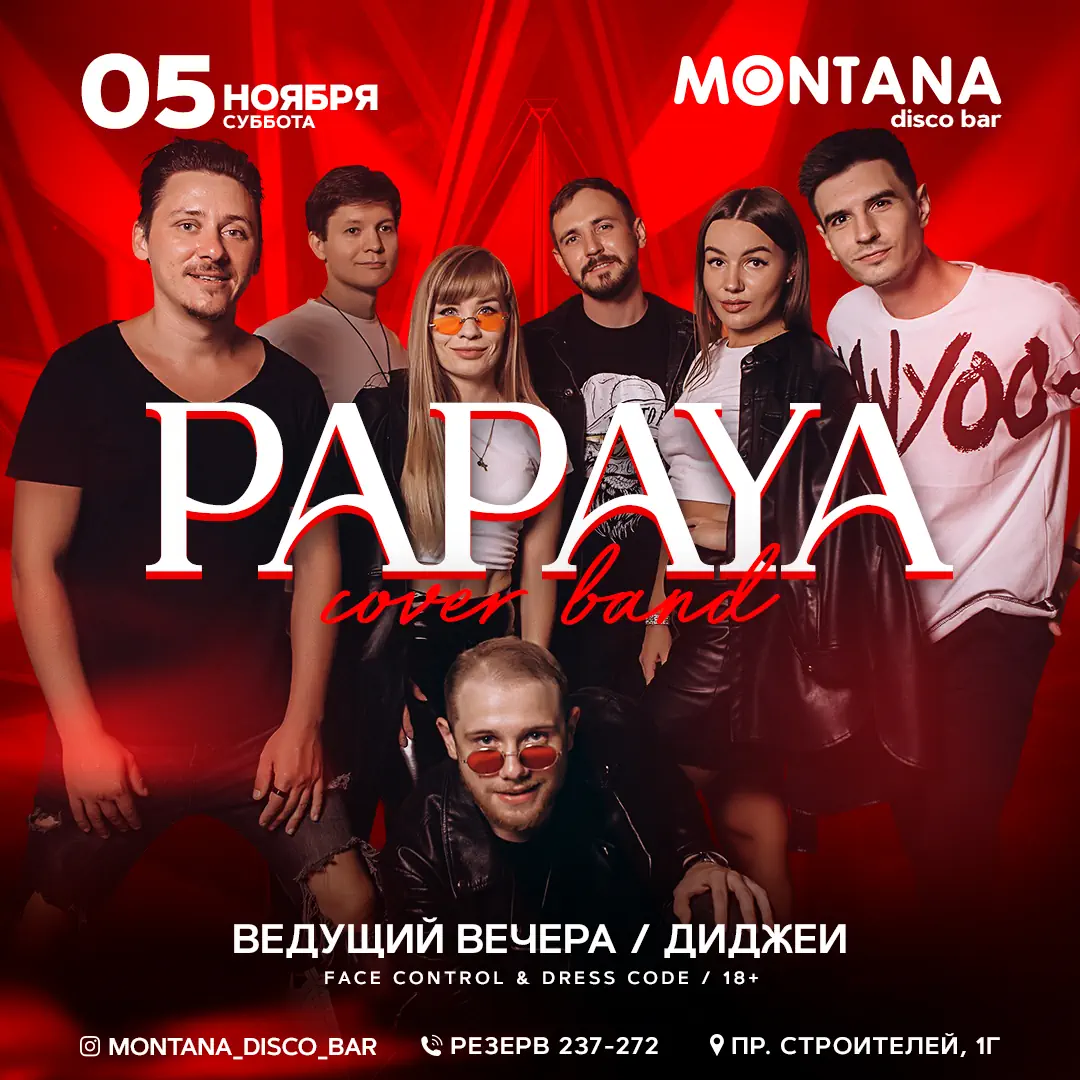 05 НОЯБРЯ
СУББОТА
MONTANA
disco bar
PAPAYA
cover band
ВЕДУЩИЙ ВЕЧЕРА / ДИДЖЕИ
FACE CONTROL & DRESS CODE / 18+
MONTANA_DISCO_BAR
РЕЗЕРВ 237-272
ПР. СТРОИТЕЛЕЙ, 1Г